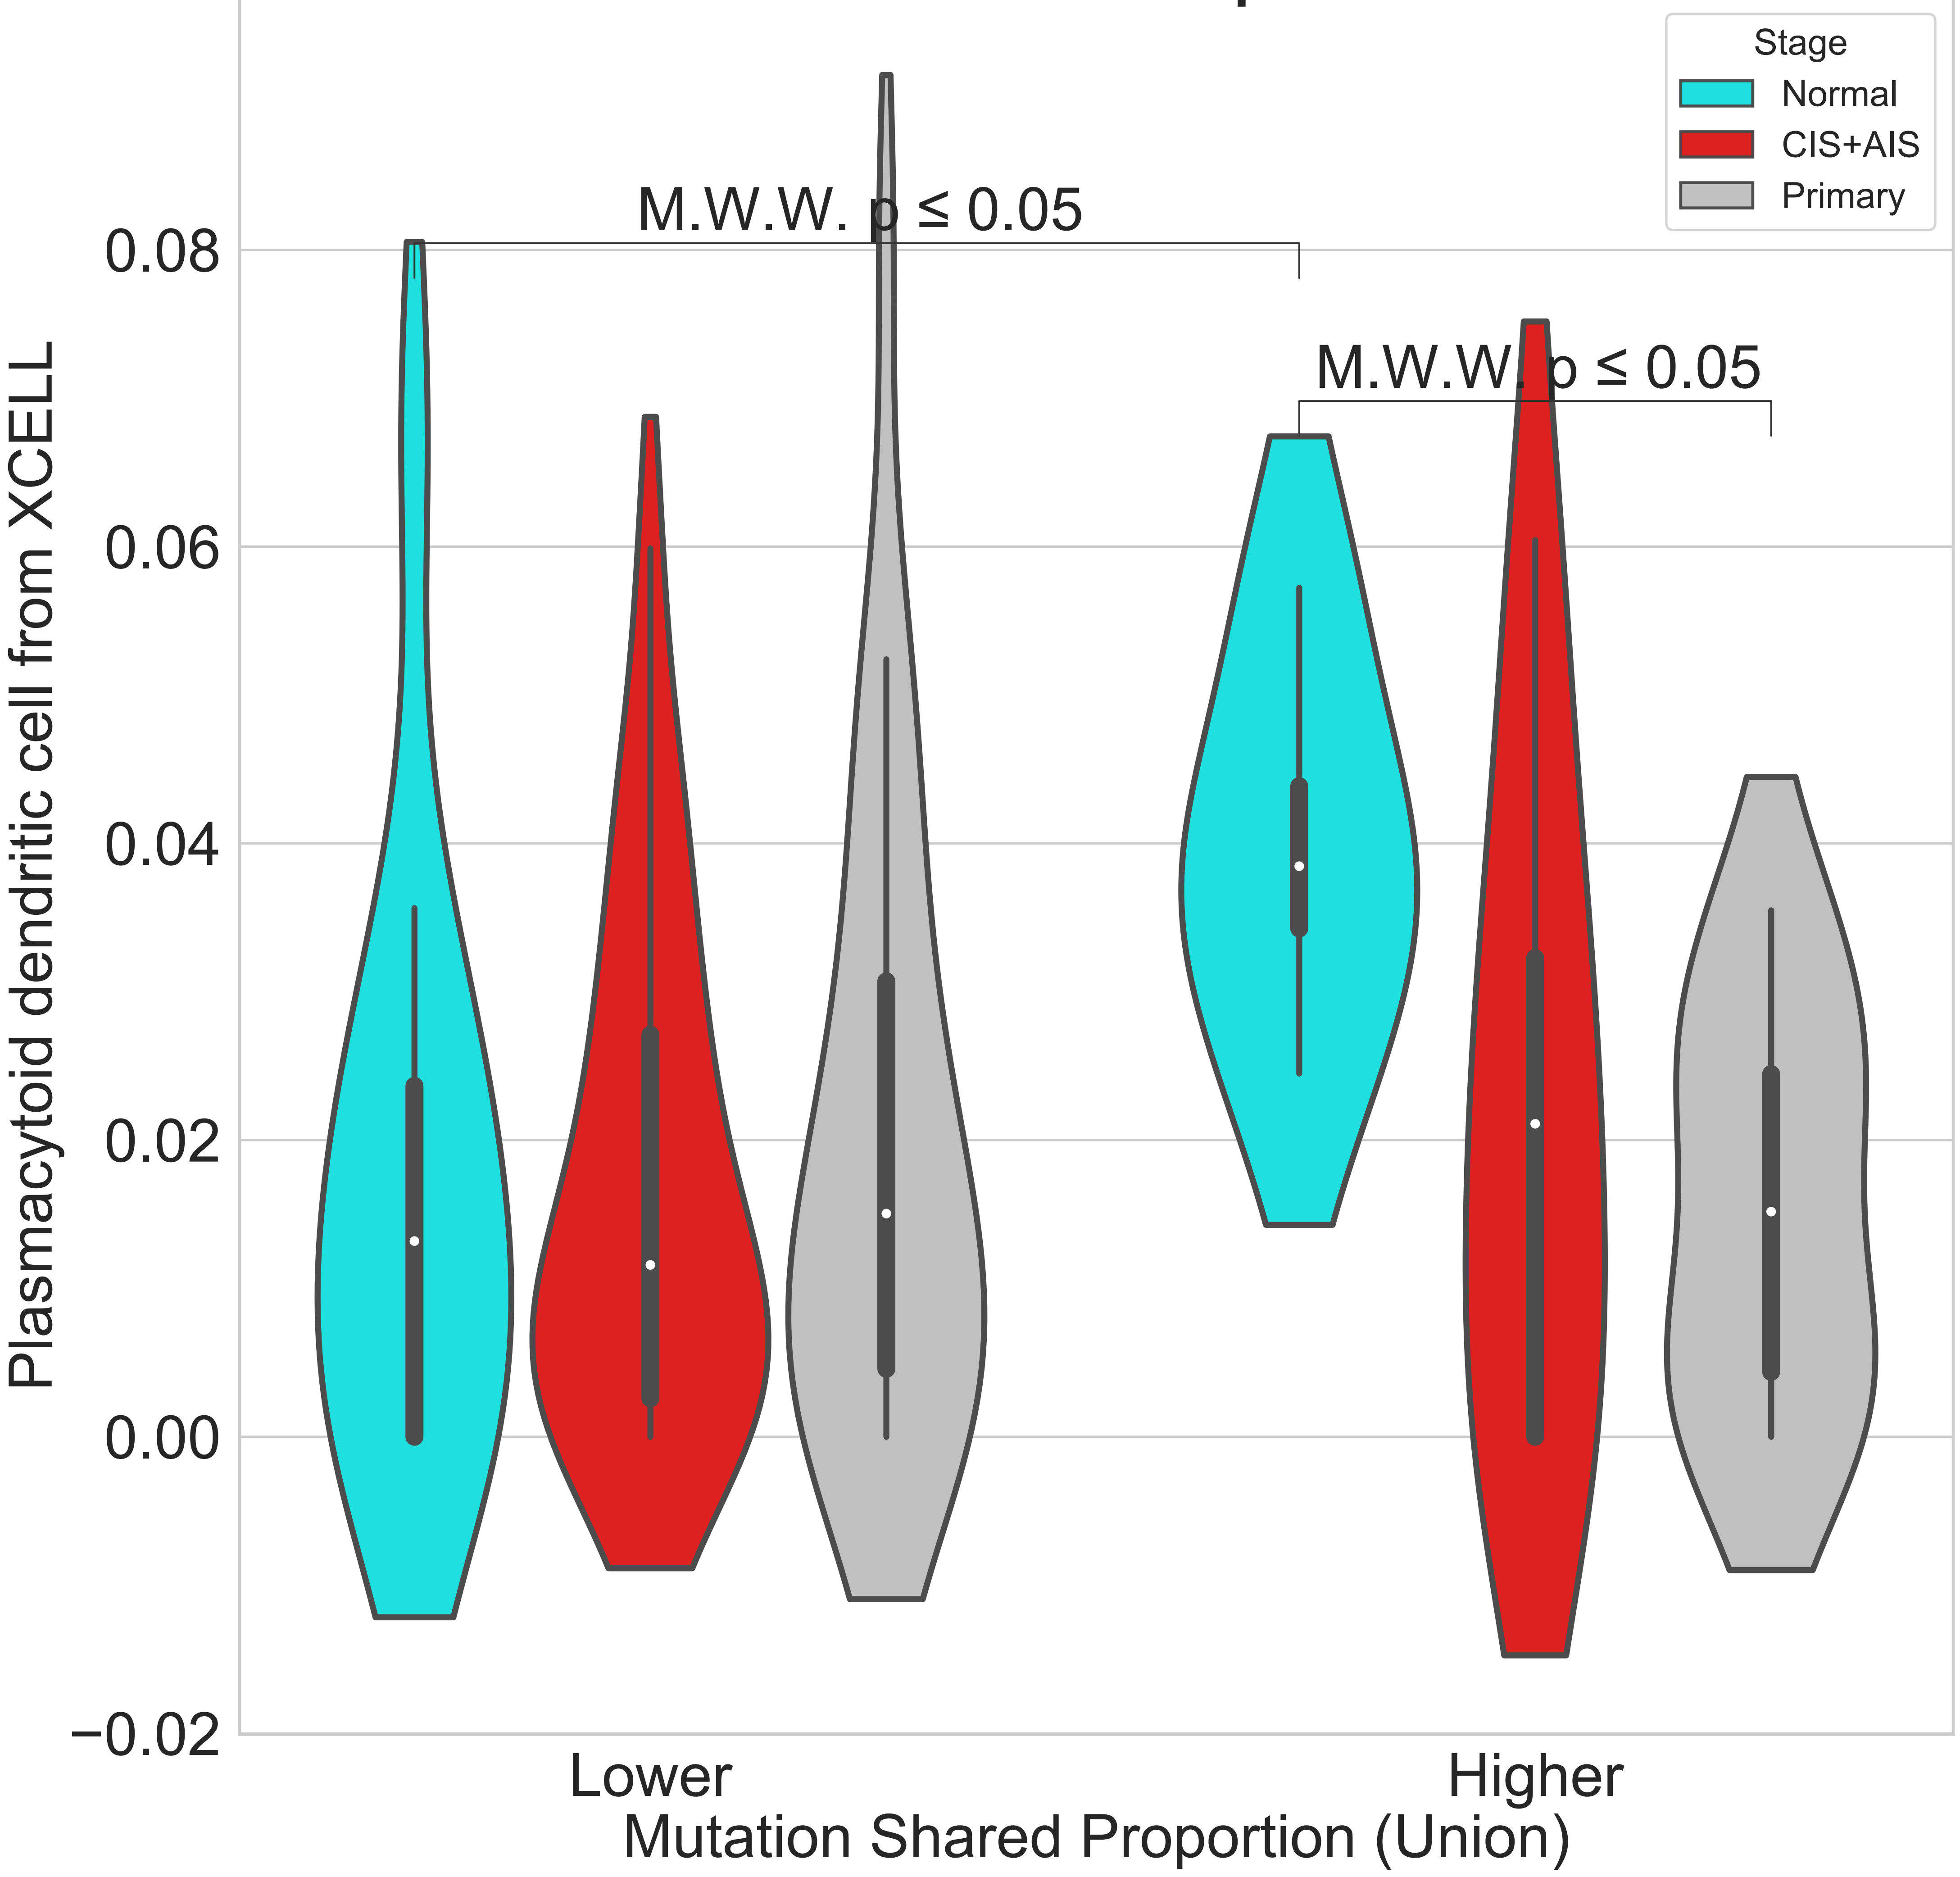 Stage
Normal
CIS+AIS
Primary
M.W.W. p ≤ 0.05
M.W.W. p ≤ 0.05
Plasmacytoid dendritic cell from XCELL
0.08
0.06
0.04
0.02
0.00
−0.02
Lower
Higher
Mutation Shared Proportion (Union)